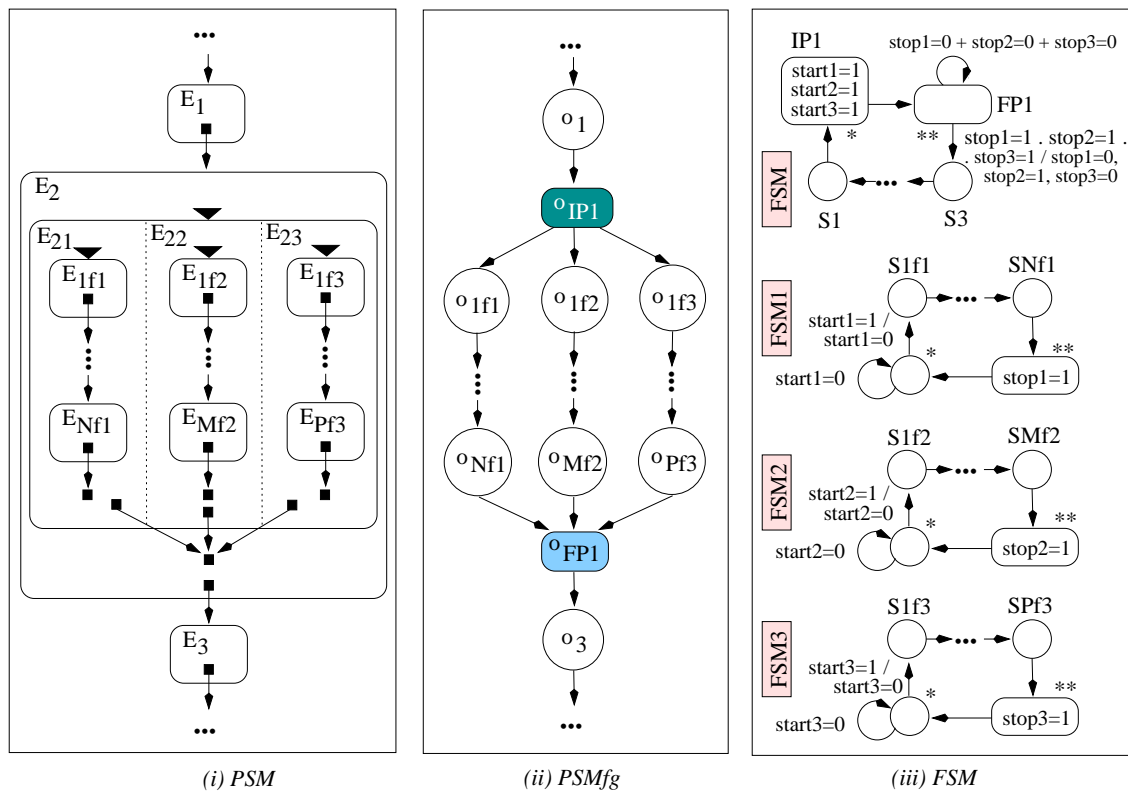 •••
E1
E2
E21
E22
E23
E1f1
E1f2
E1f3
•••
•••
•••
ENf1
EMf2
EPf3
E3
•••
(i) PSM
•••
o1
oIP1
o1f1
o1f2
o1f3
•••
•••
•••
oNf1
oMf2
oPf3
oFP1
o3
•••
(ii) PSMfg
IP1
stop1=0 + stop2=0 + stop3=0
start1=1
start2=1
start3=1
FP1
*
**
stop1=1 . stop2=1 .
. stop3=1 / stop1=0,
stop2=1, stop3=0
FSM
•••
S1
S3
S1f1
SNf1
•••
FSM1
start1=1 /
start1=0
*
**
start1=0
stop1=1
S1f2
SMf2
•••
FSM2
start2=1 /
start2=0
*
**
start2=0
stop2=1
S1f3
SPf3
•••
FSM3
start3=1 /
start3=0
*
**
start3=0
stop3=1
(iii) FSM